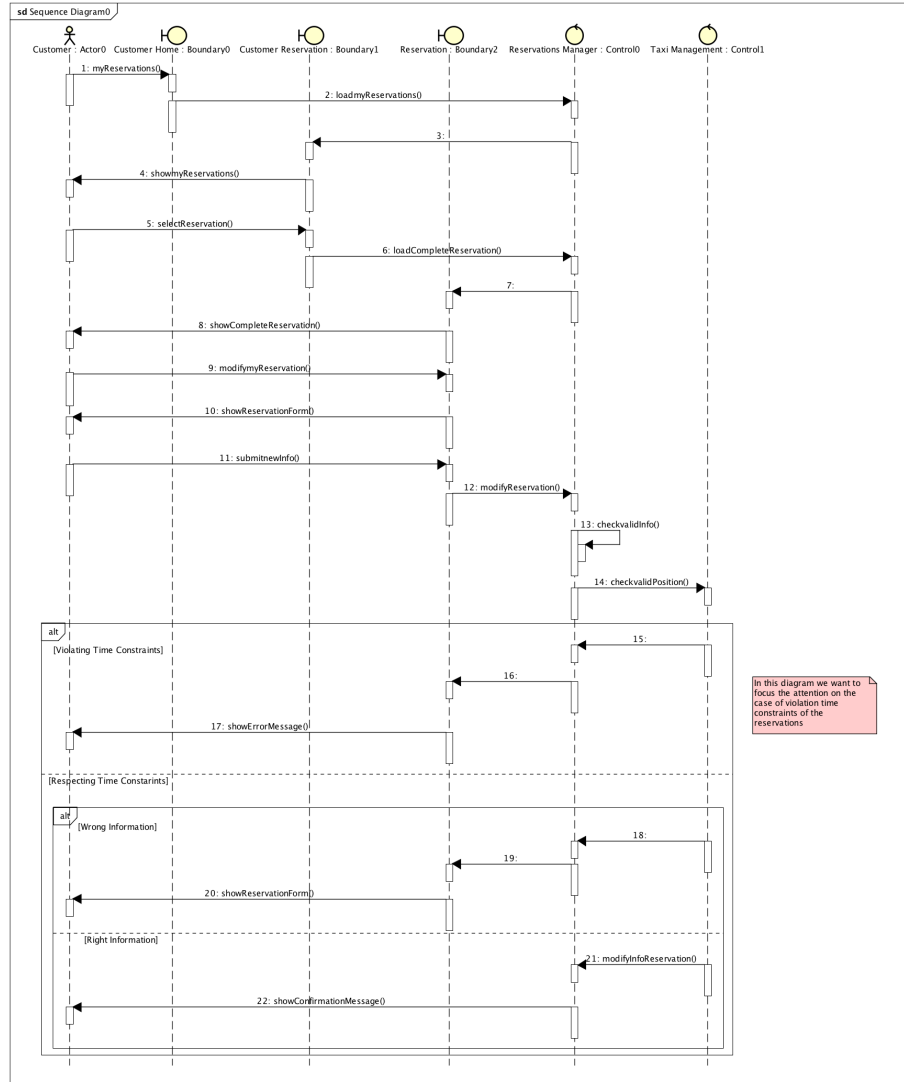 sd Sequence Diagram0
Customer : Actor0 Customer Home : Boundary0 Customer Reservation : Boundary1 Reservation : Boundary2 Reservations Manager : Control0 Taxi Management : Control1
1: myReservations()
2: loadmyReservations()
3:
4: showmyReservations()
5: selectReservation()
6: loadCompleteReservation()
7:
8: showCompleteReservation()
9: modifymyReservation()
10: showReservationForm()
11: submitnewInfo()
12: modifyReservation()
13: checkvalidInfo()
14: checkvalidPosition()
alt
15:
[Violating Time Constraints]
16:
In this diagram we want to
focus the attention on the
case of violation time
constraints of the
reservations
17: showErrorMessage()
[Respecting Time Constarints]
alt
[Wrong Information]
18:
19:
20: showReservationForm()
[Right Information]
21: modifyInfoReservation()
22: showConfirmationMessage()